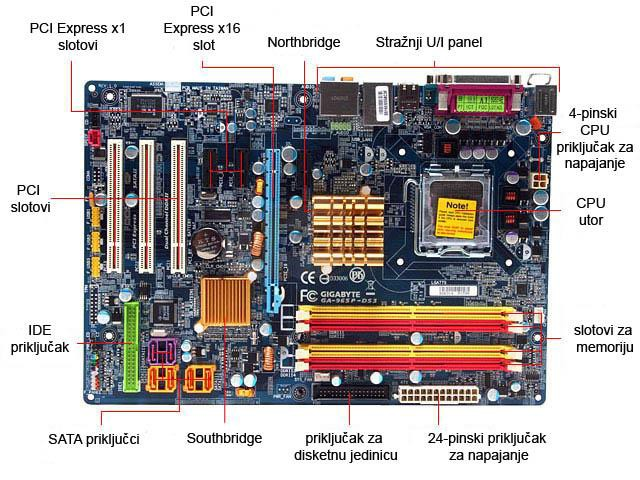 PCI Express x1
slotovi
PCI
Express x16
slot
Northbridge
Stražnji U/I panel
4-pinski
CPU
priključak za
napajanje
PCI
slotovi
CPU
utor
Note!
GIGABYTE
GA-965P-DS3
LGA775
IDE
priključak
slotovi za
memoriju
SATA priključci
Southbridge
priključak za
disketnu jedinicu
24-pinski priključak
za napajanje